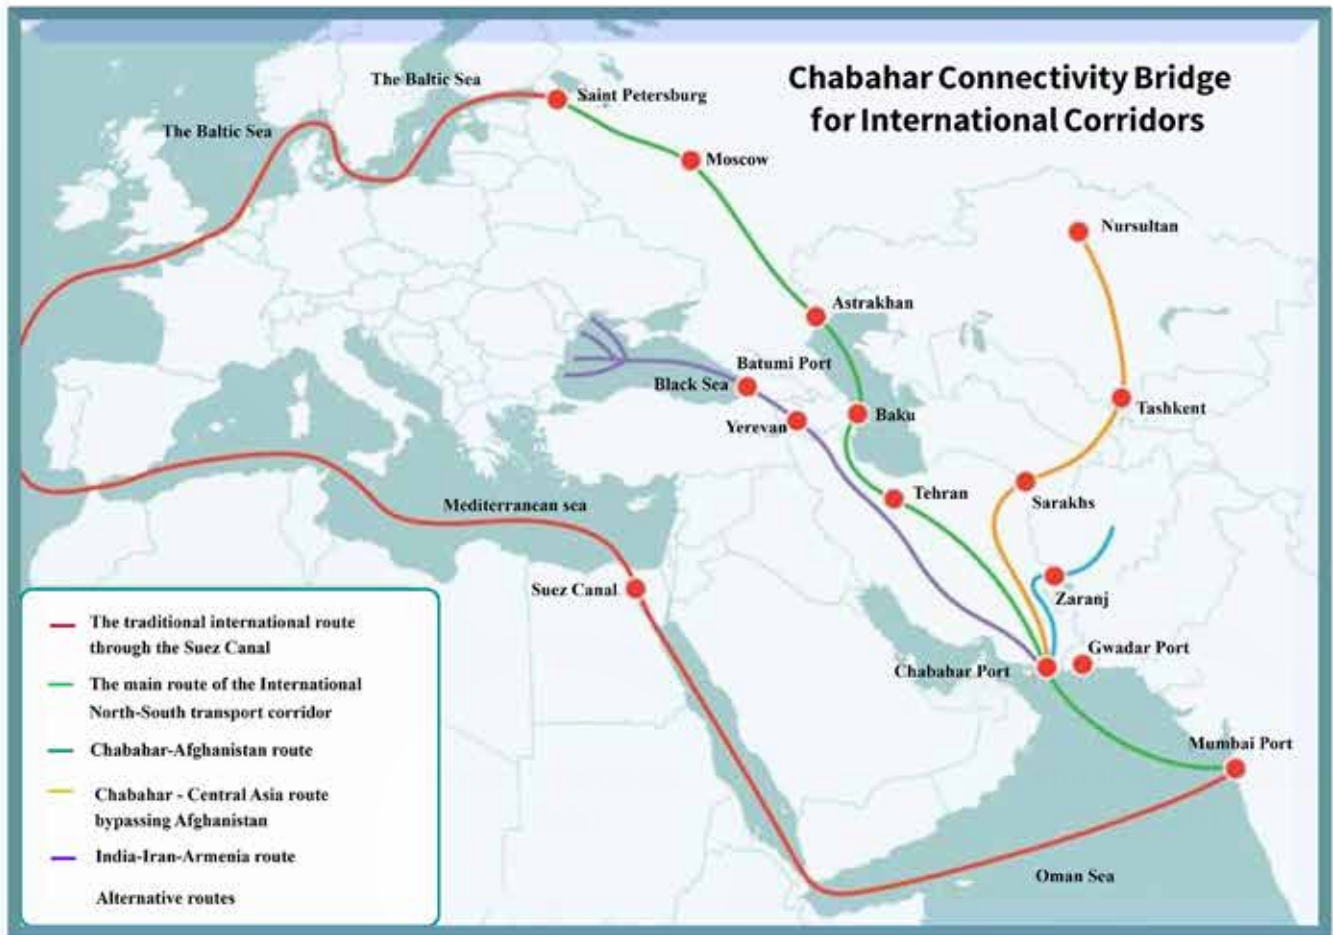 Chabahar Connectivity Bridge
for International Corridors
The Baltic Sea
Saint Petersburg
The Baltic Sea
Moscow
Nursultan
Astrakhan
Batumi Port
Black Sea
Baku
Tashkent
Yerevan
Tehran
Sarakhs
Mediterranean sea
Suez Canal
Zaranj
Gwadar Port
Chabahar Port
Mumbai Port
Oman Sea
The traditional international route
through the Suez Canal
The main route of the International
North-South transport corridor
Chabahar-Afghanistan route
Chabahar - Central Asia route
bypassing Afghanistan
India-Iran-Armenia route
Alternative routes